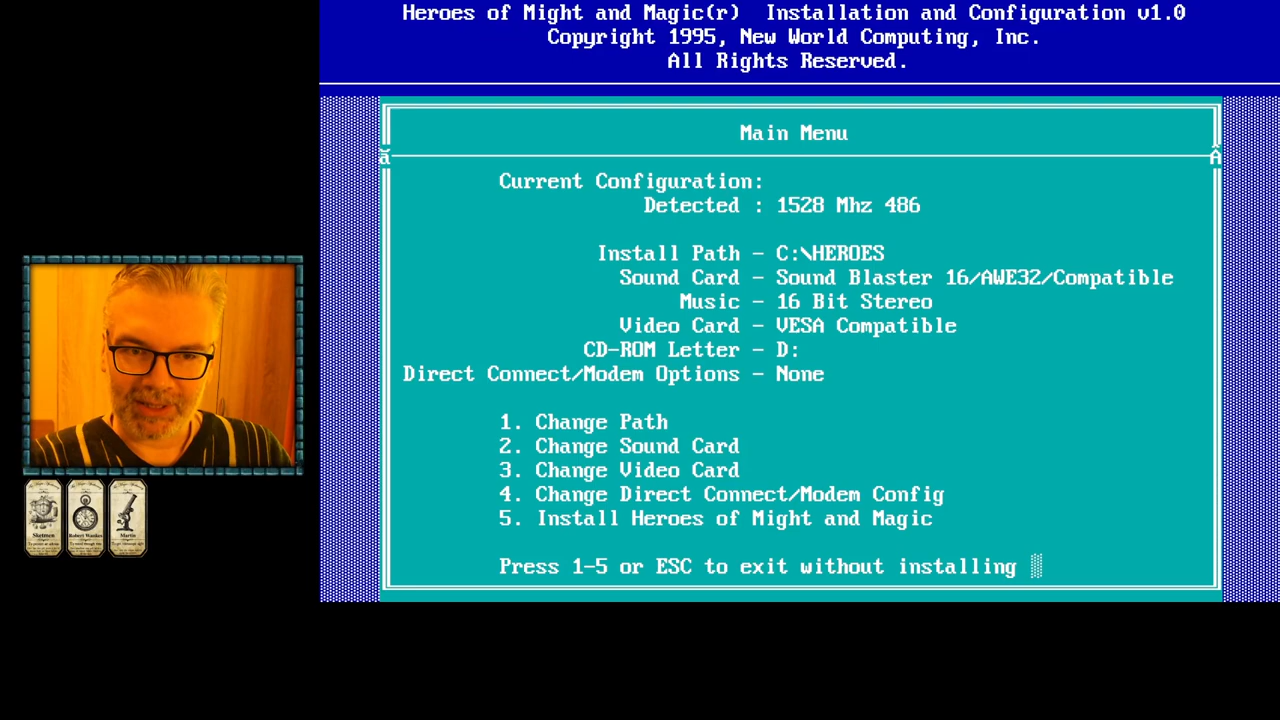 Heroes of Might and Magic(r)  Installation and Configuration v1.0
Copyright 1995, New World Computing, Inc.
All Rights Reserved.
Main Menu
Current Configuration:
Detected : 1528 Mhz 486
Install Path - C:\HEROES
Sound Card - Sound Blaster 16/AWE32/Compatible
Music - 16 Bit Stereo
Video Card - VESA Compatible
CD-ROM Letter - D:
Direct Connect/Modem Options - None
1. Change Path
2. Change Sound Card
3. Change Video Card
4. Change Direct Connect/Modem Config
5. Install Heroes of Might and Magic
Press 1-5 or ESC to exit without installing
Martin